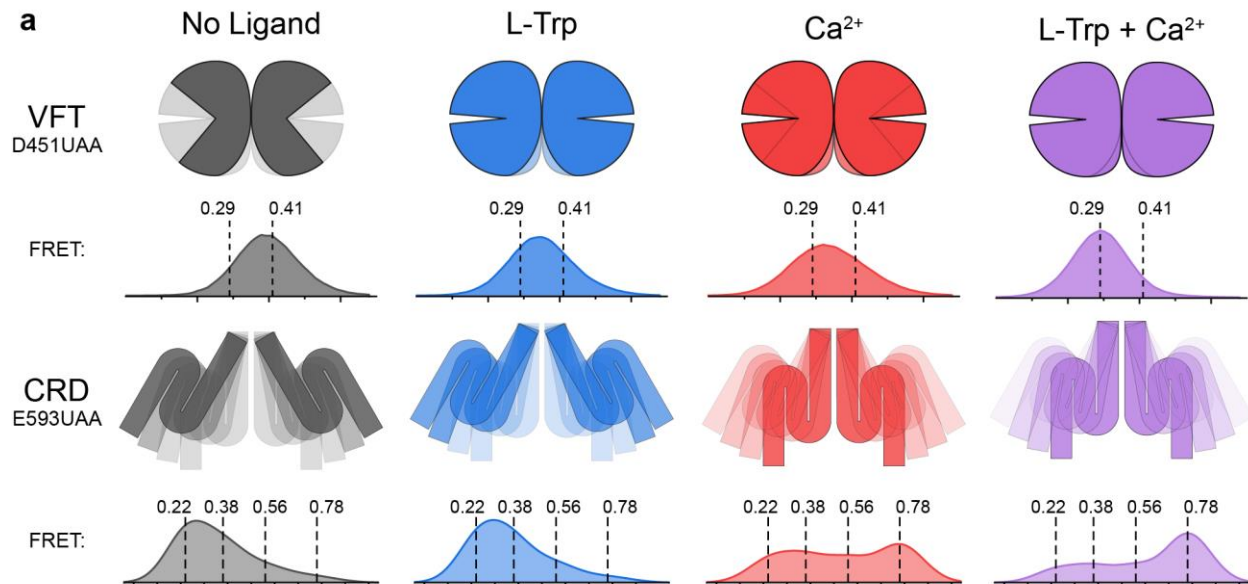 a
No Ligand L-Trp Ca²⁺ L-Trp + Ca²⁺
VFT
D451UAA
0.29 0.41 0.29 0.41 0.29 0.41 0.29 0.41
FRET:
CRD
E593UAA
0.22 0.38 0.56 0.78 0.22 0.38 0.56 0.78 0.22 0.38 0.56 0.78 0.22 0.38 0.56 0.78
FRET: